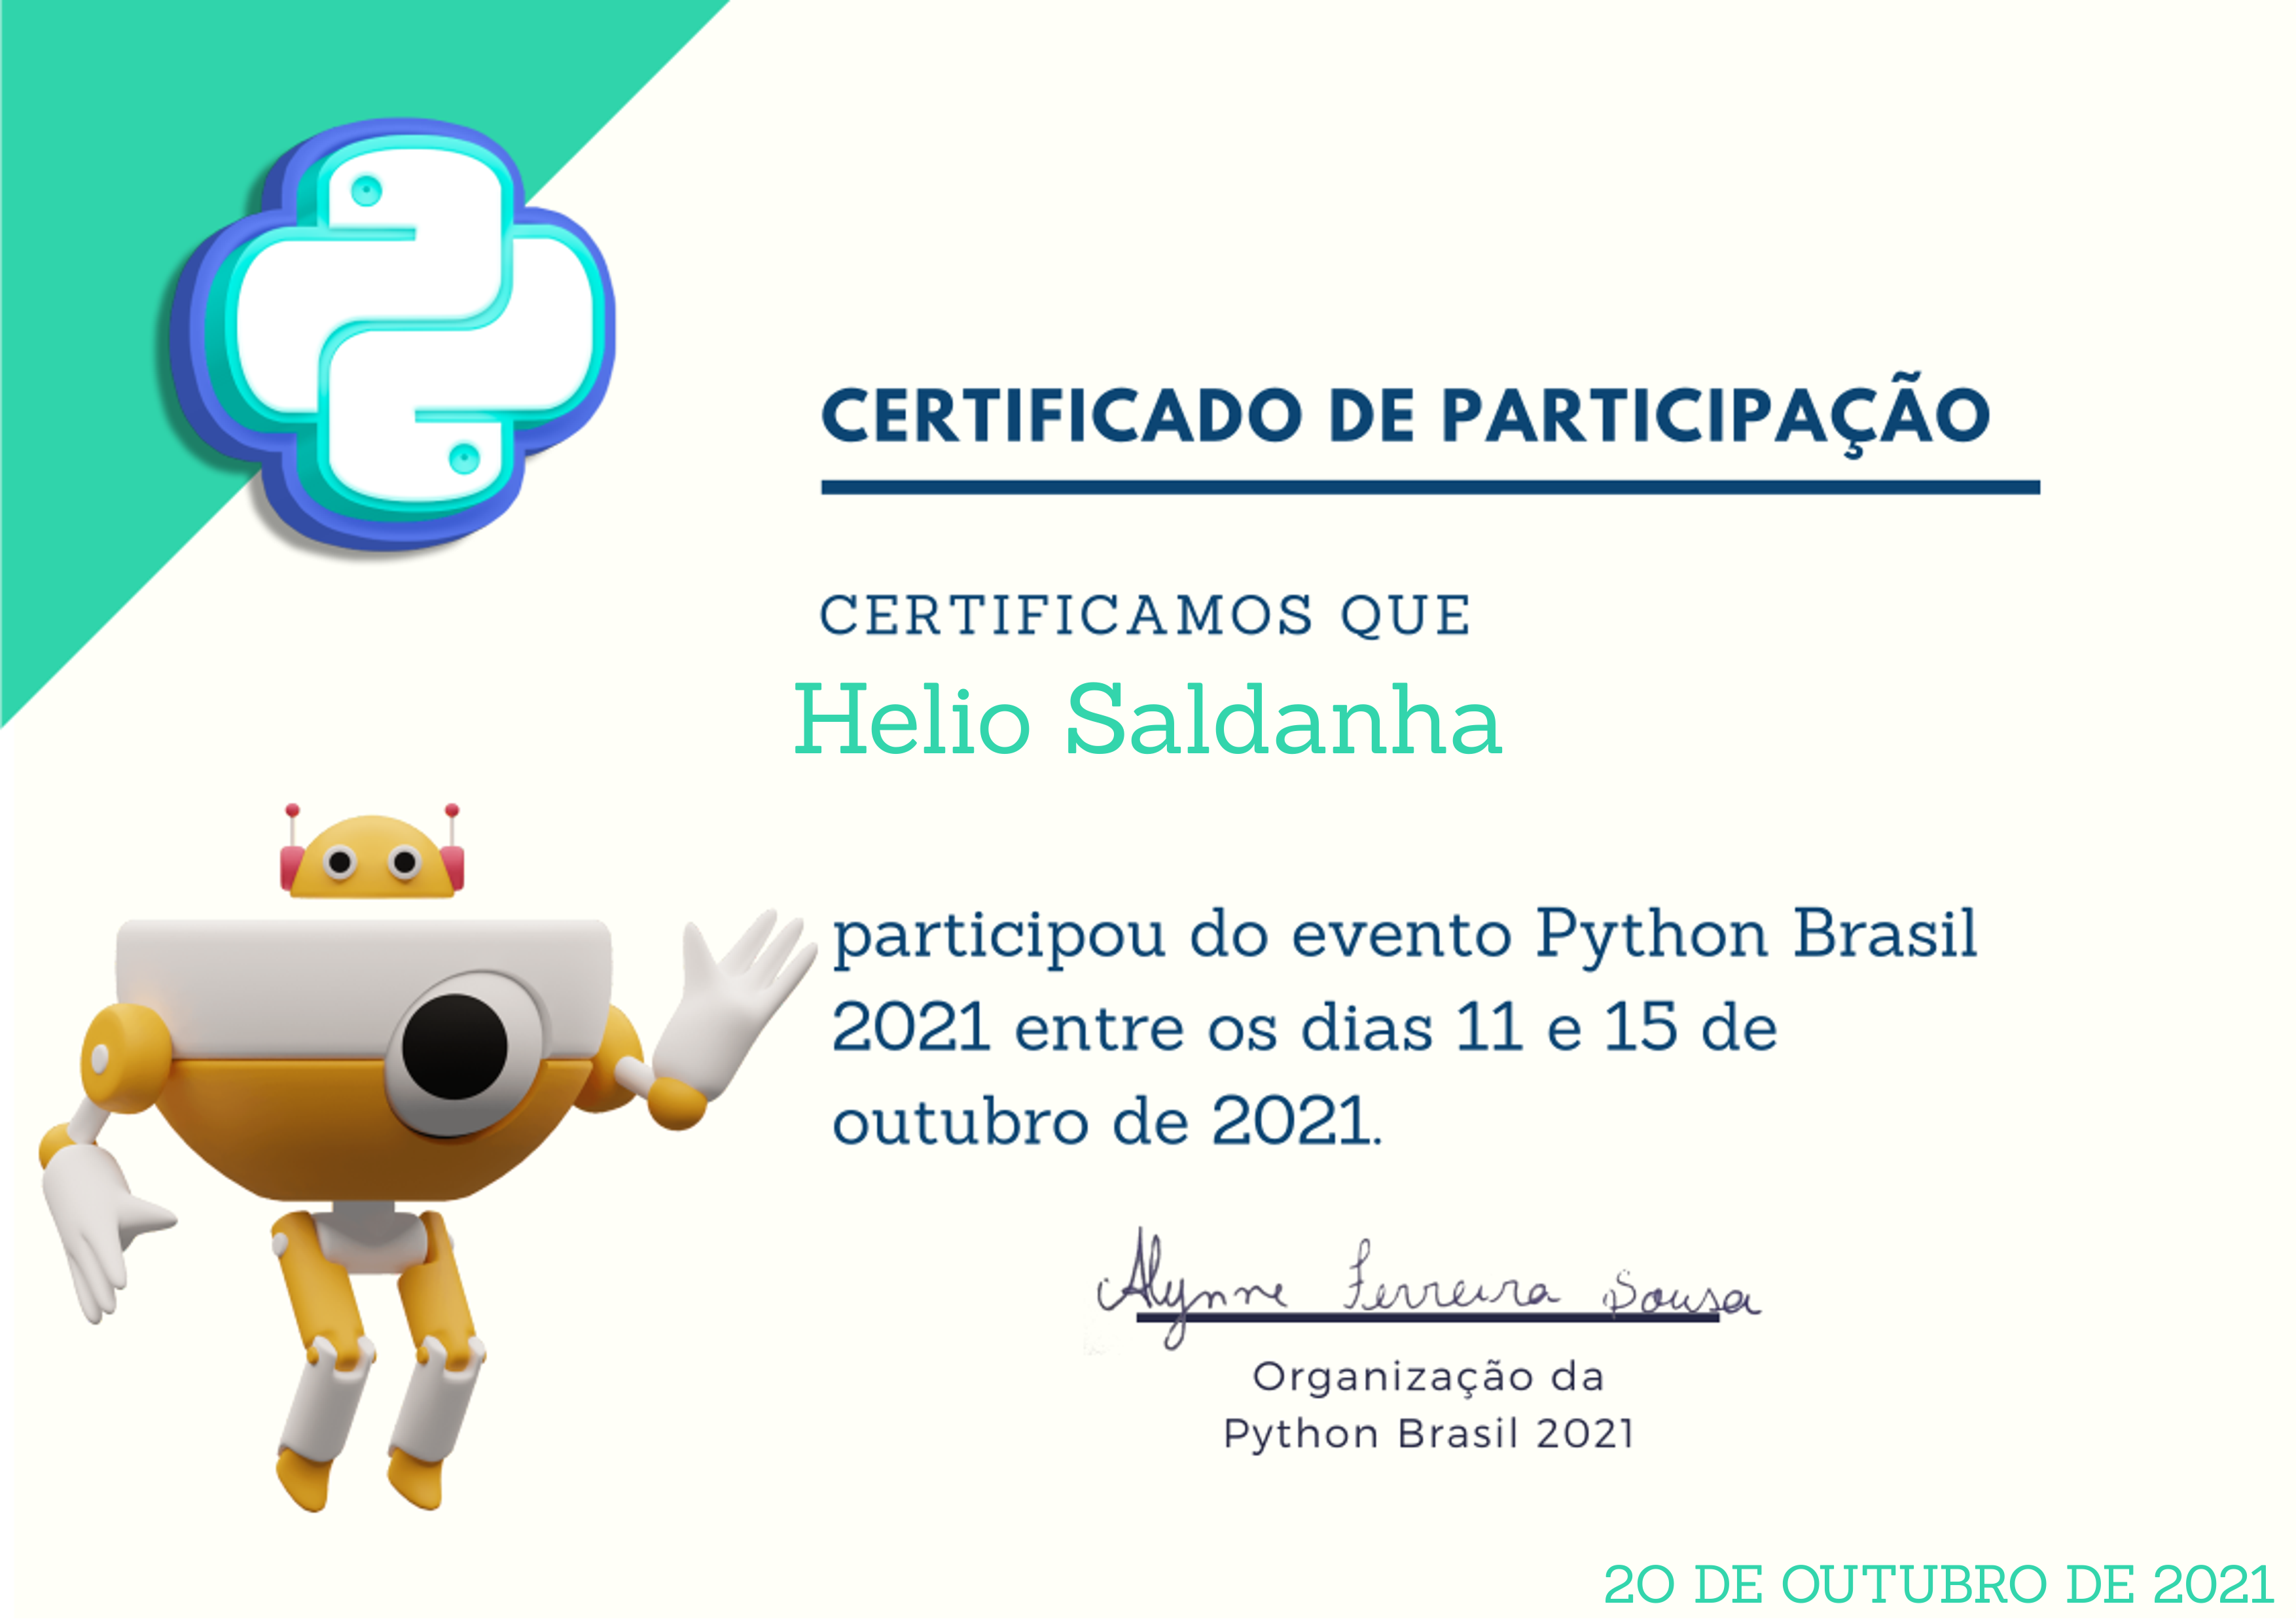 CERTIFICADO DE PARTICIPAÇÃO
CERTIFICAMOS QUE
Helio Saldanha
participou do evento Python Brasil
2021 entre os dias 11 e 15 de
outubro de 2021.
Alynne Ferreira Sousa
Organização da
Python Brasil 2021
20 DE OUTUBRO DE 2021